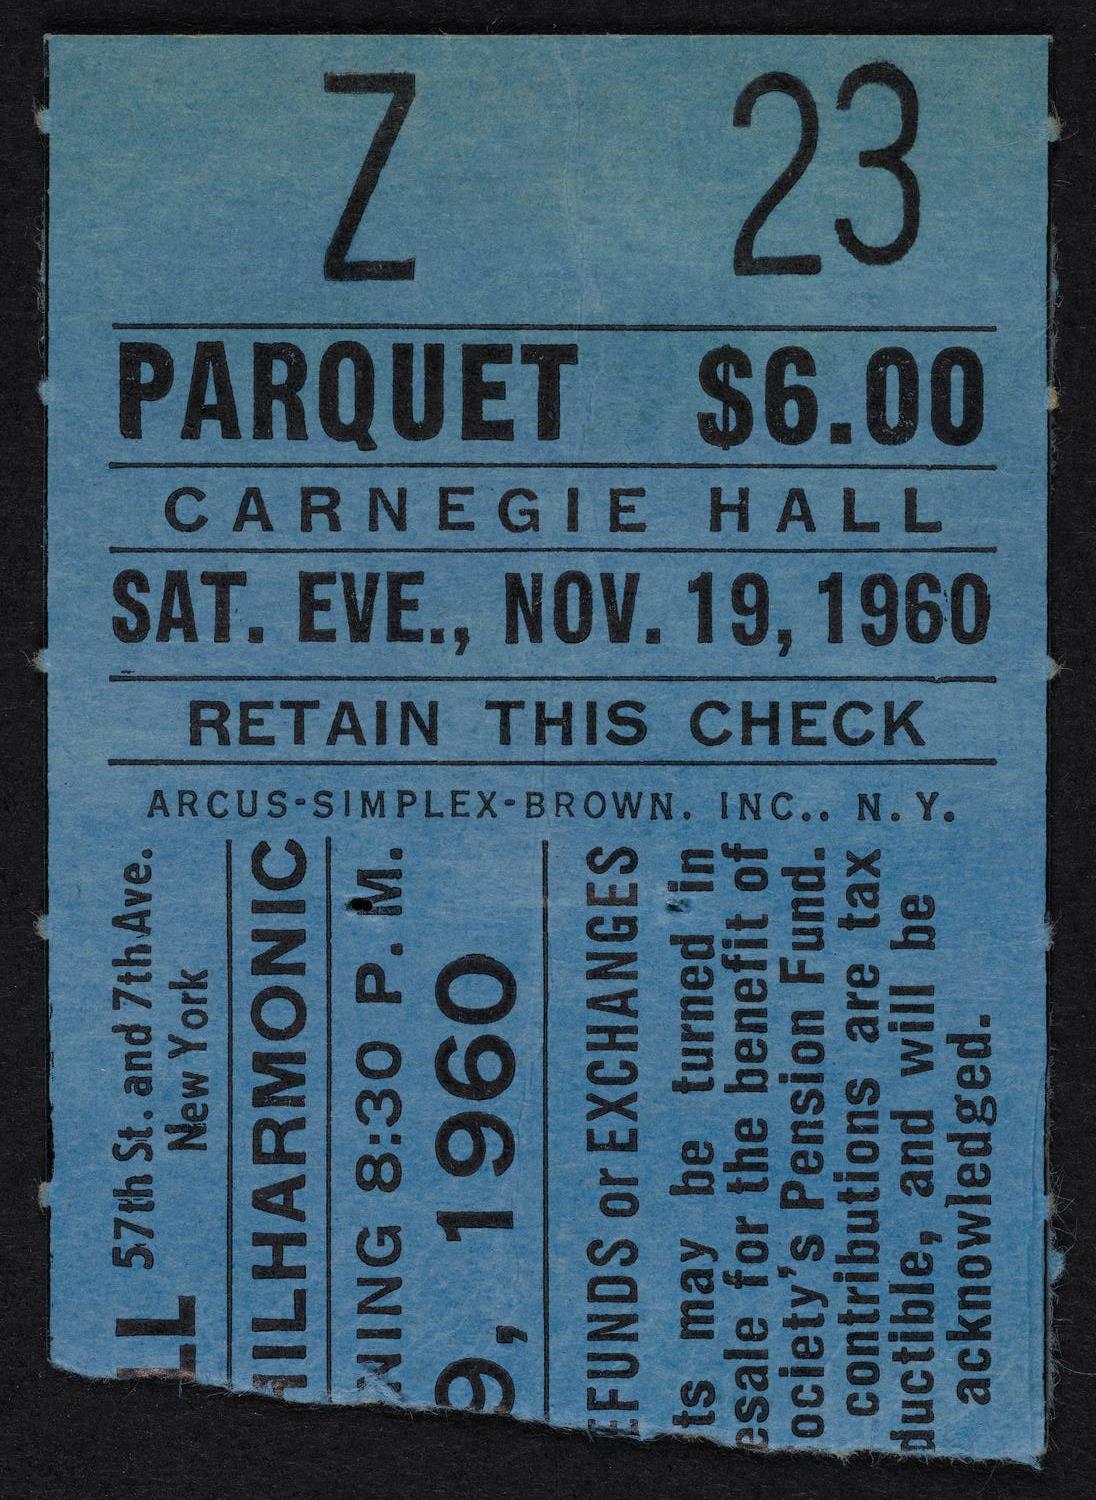 Z 23
PARQUET $6.00
CARNEGIE HALL
SAT. EVE., NOV. 19, 1960
RETAIN THIS CHECK
ARCUS-SIMPLEX-BROWN. INC.. N.Y.
LL 57th St. and 7th Ave.
New York
HILHARMONIC
NING 8:30 P.M.
9, 1960
EFUNDS or EXCHANGES
ts may be turned in
esale for the benefit of
ociety's Pension Fund.
contributions are tax
ductible, and will be
acknowledged.